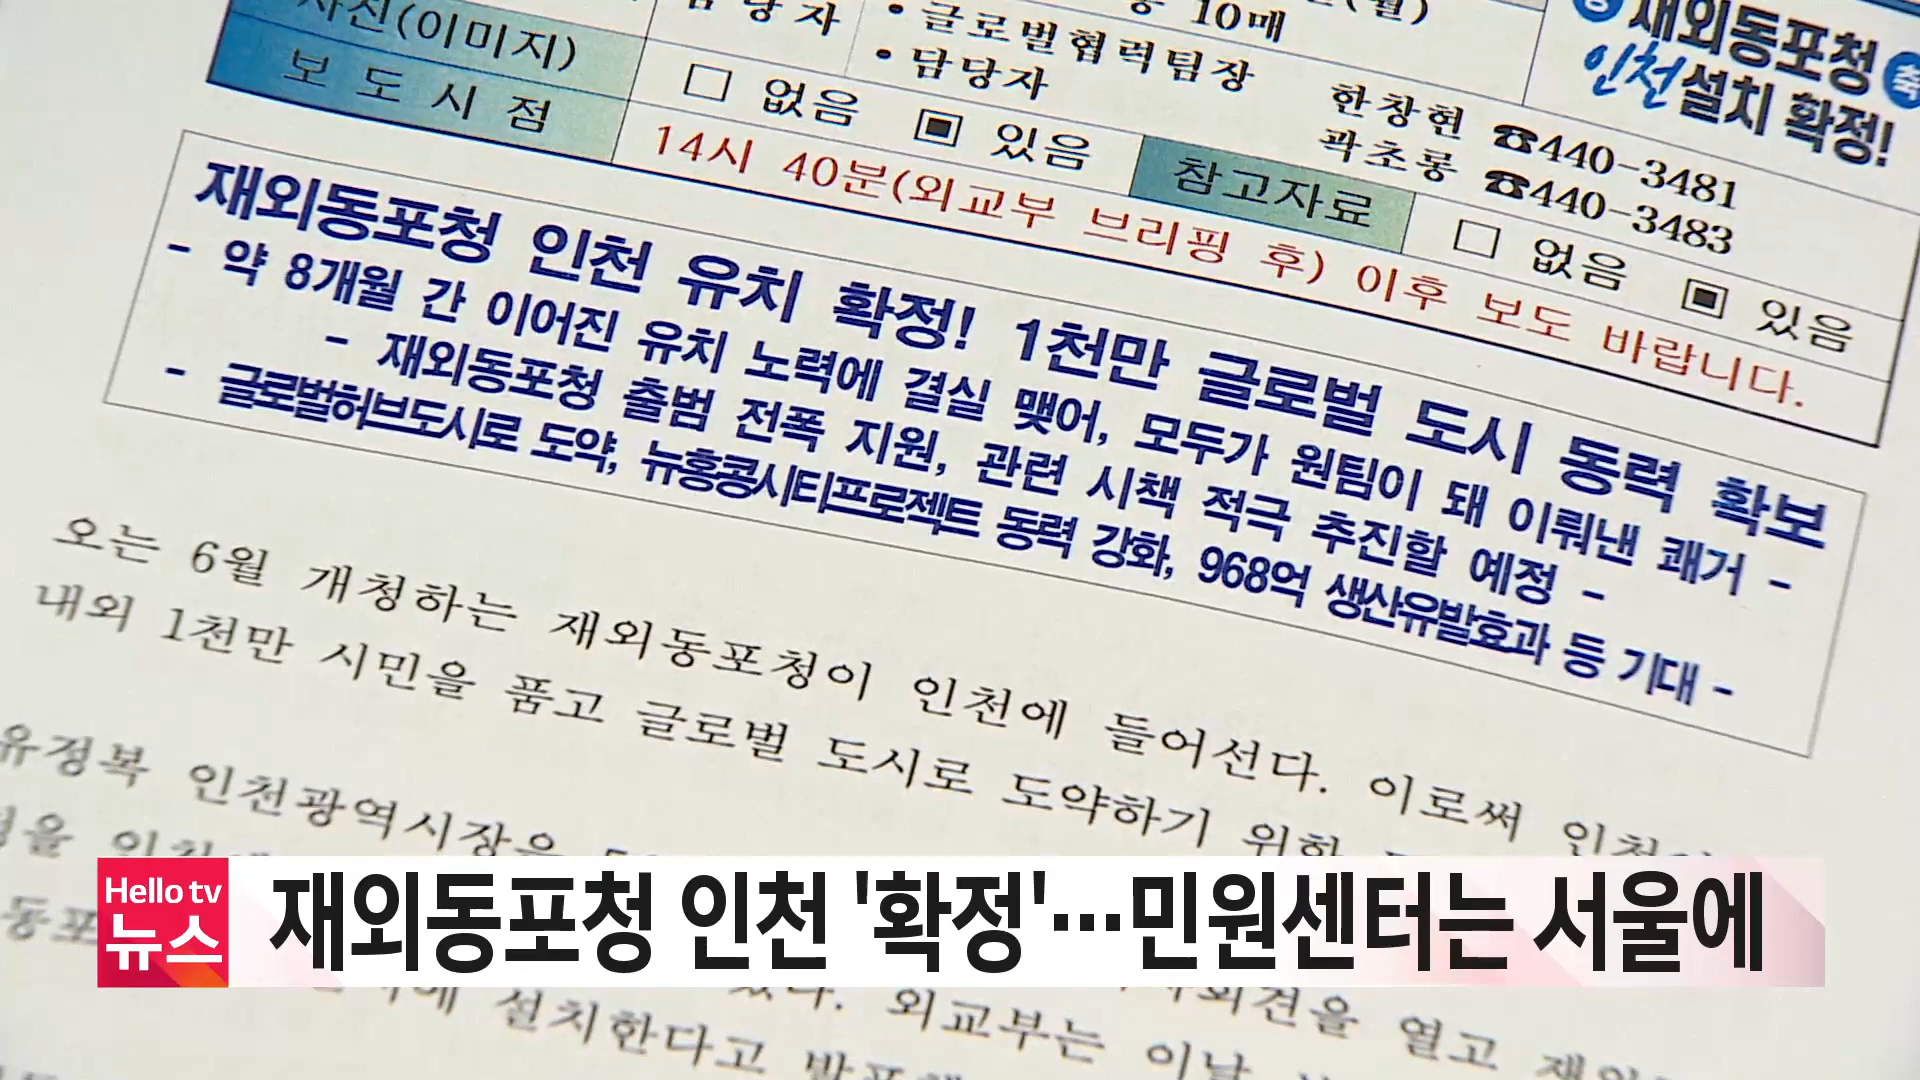 사진(이미지)
담당자
10매
• 글로벌협력팀장
• 담당자
한창현 ☎440-3481
곽초롱 ☎440-3483
재외동포청
인천설치 확정!
축
보 도 시 점
□ 없음 ▣ 있음
참고자료
□ 없음 ▣ 있음
14시 40분(외교부 브리핑 후) 이후 보도 바랍니다.
재외동포청 인천 유치 확정! 1천만 글로벌 도시 동력 확보
- 약 8개월 간 이어진 유치 노력에 결실 맺어, 모두가 원팀이 돼 이뤄낸 쾌거 -
- 재외동포청 출범 전폭 지원, 관련 시책 적극 추진할 예정 -
- 글로벌허브도시로 도약, 뉴홍콩시티프로젝트 동력 강화, 968억 생산유발효과 등 기대 -
오는 6월 개청하는 재외동포청이 인천에 들어선다. 이로써 인천
내외 1천만 시민을 품고 글로벌 도시로 도약하기 위한
유정복 인천광역시장은
Hello tv
뉴스
재외동포청 인천 '확정'…민원센터는 서울에
설치한다고 발표
외교부는 이날
열고